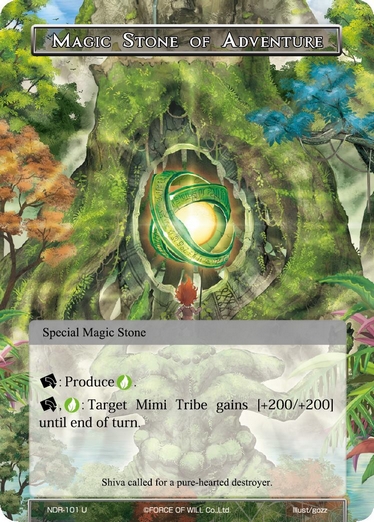 Magic Stone of Adventure
Special Magic Stone
: Produce .
, : Target Mimi Tribe gains [+200/+200]
until end of turn.
Shiva called for a pure-hearted destroyer.
NDR-101 U ©FORCE OF WILL Co.,Ltd. Illust/gozz